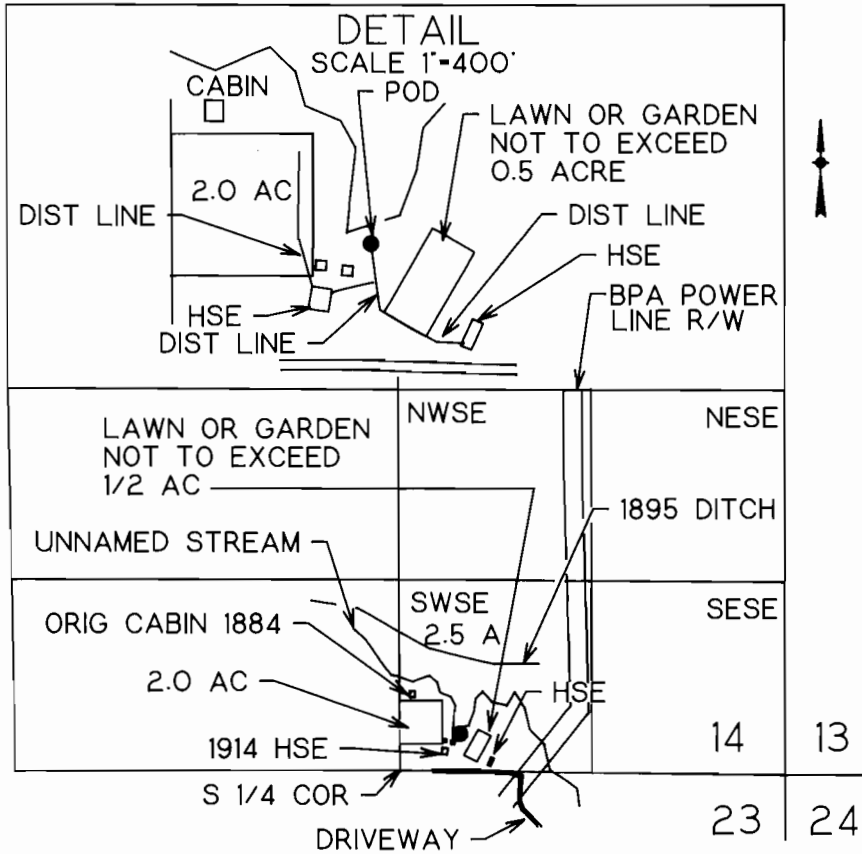 DETAIL
SCALE 1"=400'
CABIN
POD
LAWN OR GARDEN
NOT TO EXCEED
0.5 ACRE
2.0 AC
DIST LINE
DIST LINE
HSE
HSE
DIST LINE
BPA POWER
LINE R/W
NWSE
NESE
LAWN OR GARDEN
NOT TO EXCEED
1/2 AC
1895 DITCH
UNNAMED STREAM
SWSE
2.5 A
SESE
ORIG CABIN 1884
2.0 AC
HSE
1914 HSE
14
13
S 1/4 COR
DRIVEWAY
23
24